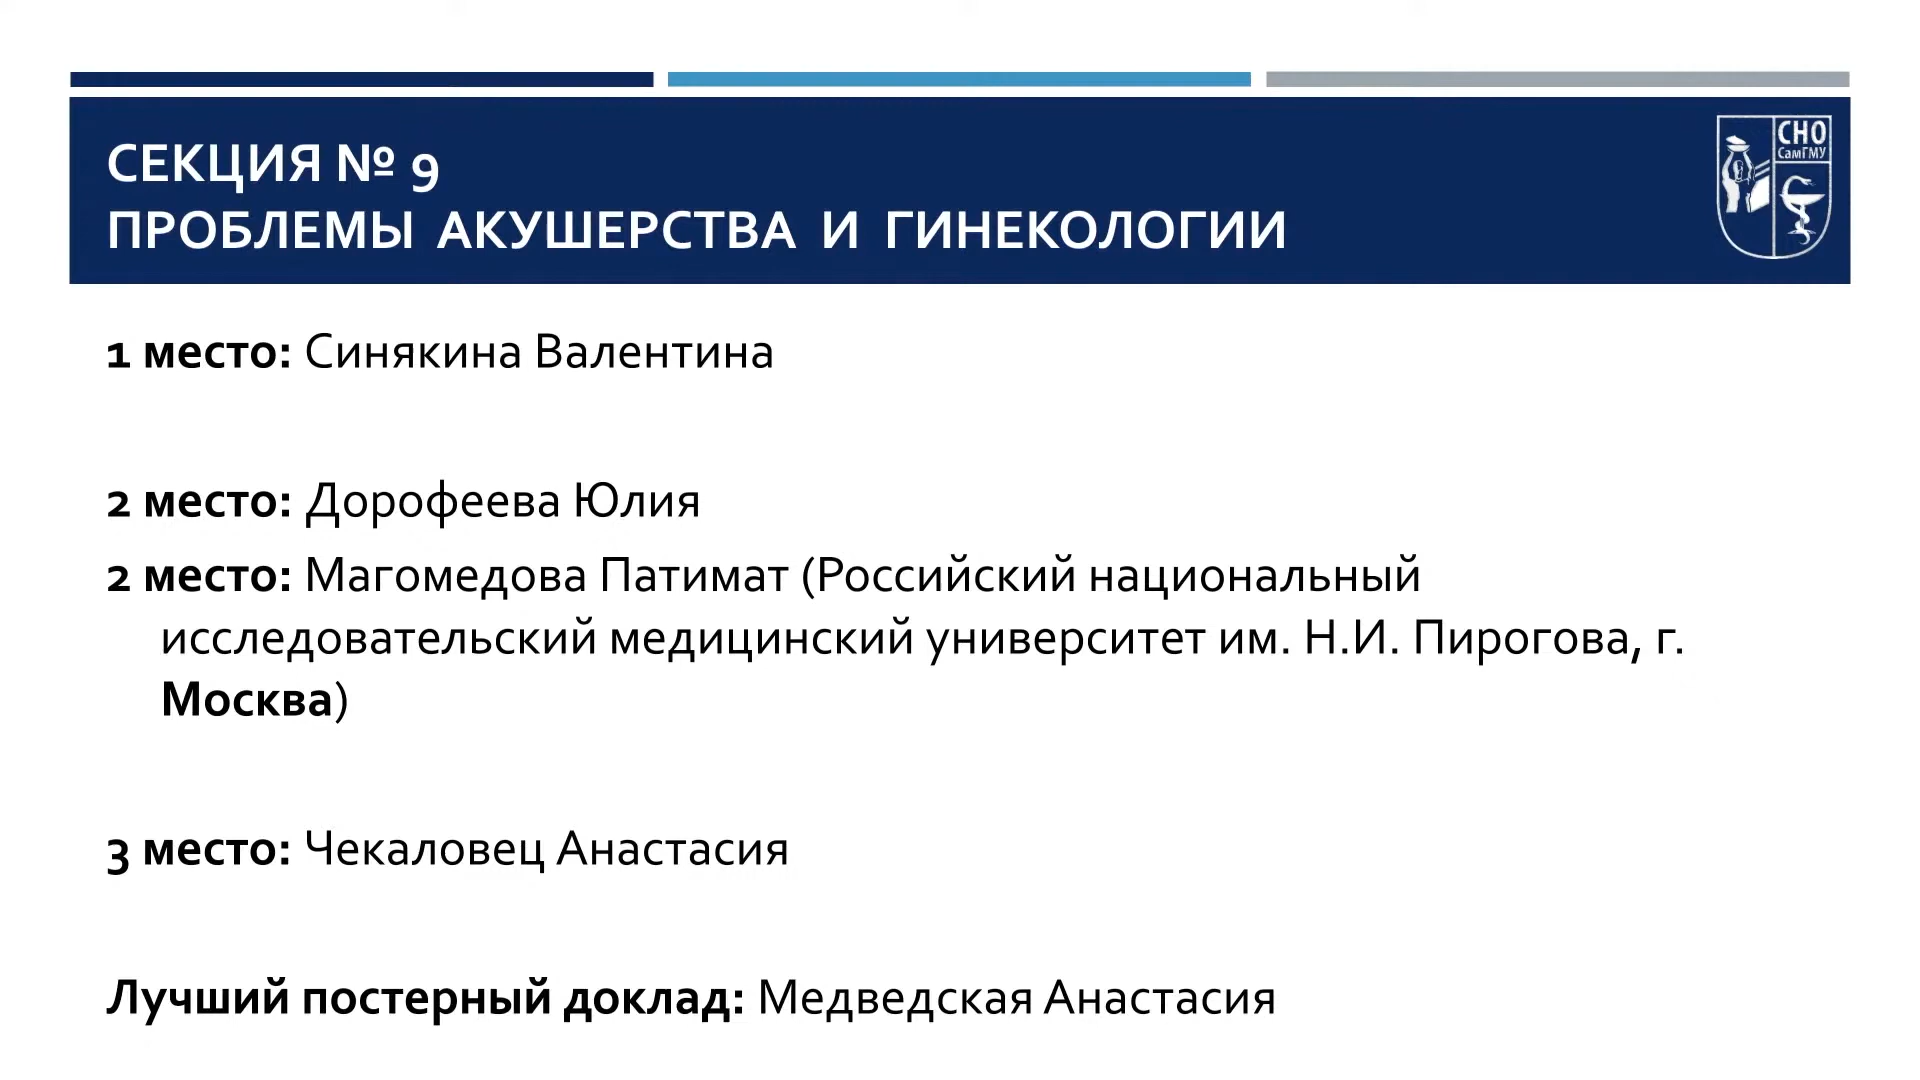 СЕКЦИЯ № 9
ПРОБЛЕМЫ АКУШЕРСТВА И ГИНЕКОЛОГИИ
СНО
СамГМУ
1 место: Синякина Валентина
2 место: Дорофеева Юлия
2 место: Магомедова Патимат (Российский национальный
исследовательский медицинский университет им. Н.И. Пирогова, г.
Москва)
3 место: Чекаловец Анастасия
Лучший постерный доклад: Медведская Анастасия